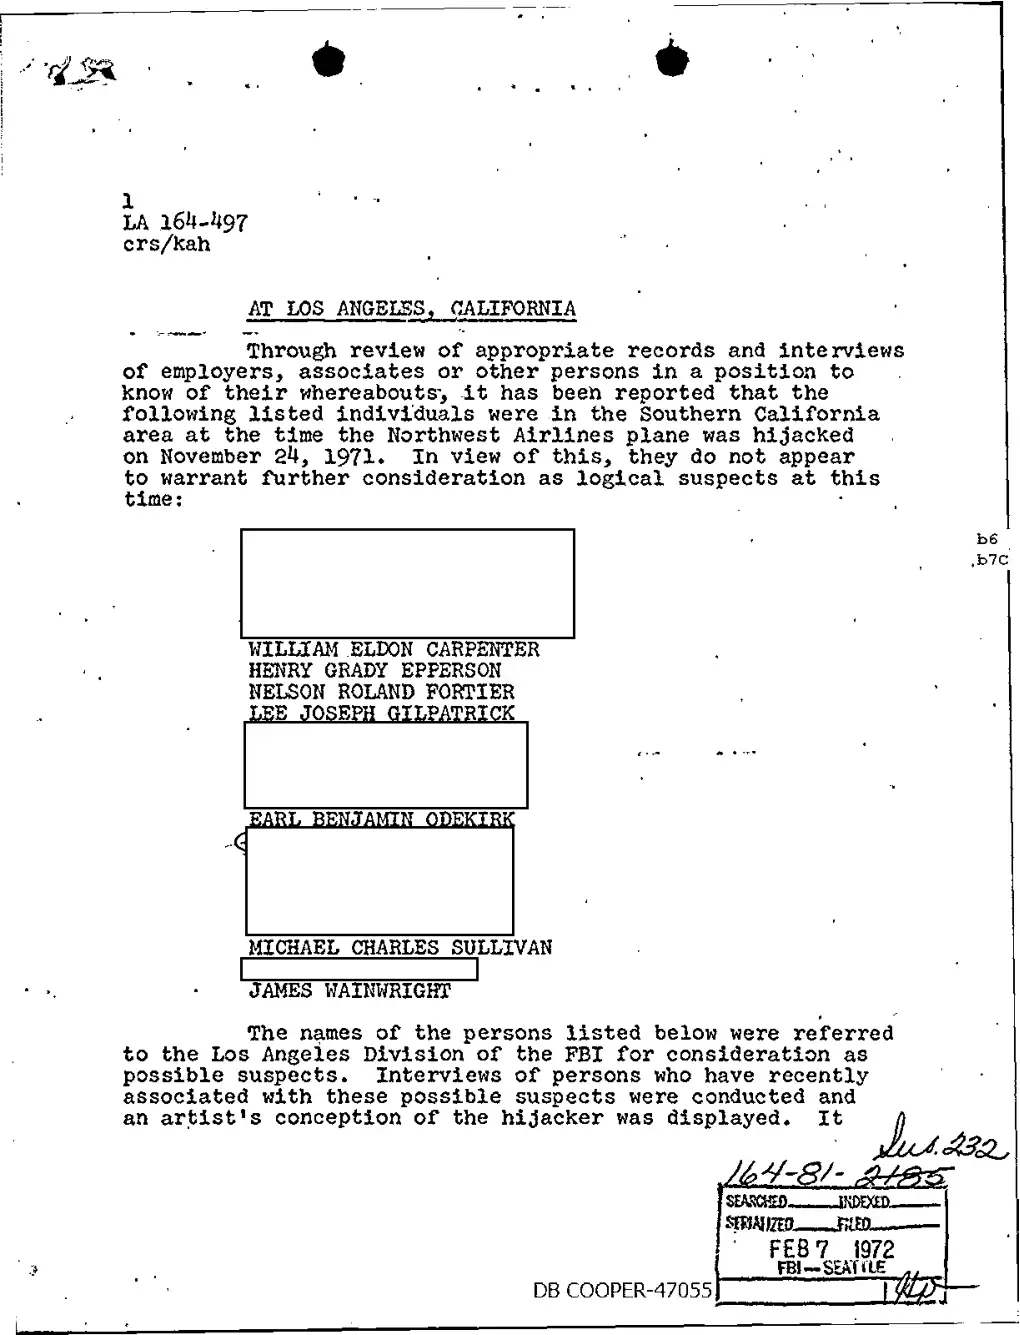 1
LA 164-497
crs/kah
AT LOS ANGELES, CALIFORNIA
Through review of appropriate records and interviews
of employers, associates or other persons in a position to
know of their whereabouts, it has been reported that the
following listed individuals were in the Southern California
area at the time the Northwest Airlines plane was hijacked
on November 24, 1971. In view of this, they do not appear
to warrant further consideration as logical suspects at this
time:
b6
b7C
WILLIAM ELDON CARPENTER
HENRY GRADY EPPERSON
NELSON ROLAND FORTIER
LEE JOSEPH GILPATRICK
EARL BENJAMIN ODEKIRK
MICHAEL CHARLES SULLIVAN
JAMES WAINWRIGHT
The names of the persons listed below were referred
to the Los Angeles Division of the FBI for consideration as
possible suspects. Interviews of persons who have recently
associated with these possible suspects were conducted and
an artist's conception of the hijacker was displayed. It
Sus. 232
164-81-2185
SEARCHED INDEXED
SERIALIZED FILED
FEB 7 1972
FBI—SEATTLE
DB COOPER-47055